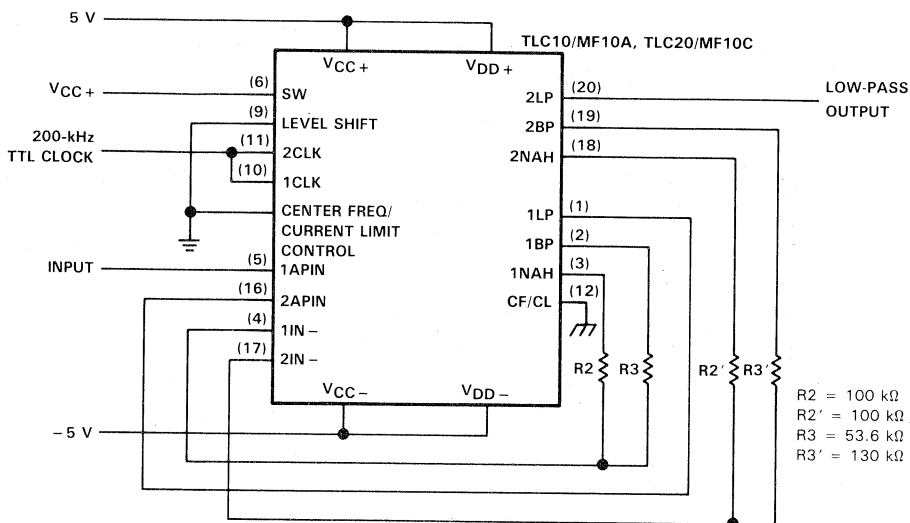 5 V
TLC10/MF10A, TLC20/MF10C
VCC+
VDD+
VCC+
(6)
SW
(9)
LEVEL SHIFT
200-kHz
TTL CLOCK
(11)
2CLK
(10)
1CLK
CENTER FREQ/
CURRENT LIMIT
CONTROL
INPUT
(5)
1APIN
(16)
2APIN
(4)
1IN−
(17)
2IN−
2LP
(20)
LOW-PASS
OUTPUT
2BP
(19)
2NAH
(18)
1LP
(1)
1BP
(2)
1NAH
(3)
CF/CL
(12)
R2
R3
R2'
R3'
VCC−
VDD−
−5 V
R2 = 100 kΩ
R2' = 100 kΩ
R3 = 53.6 kΩ
R3' = 130 kΩ